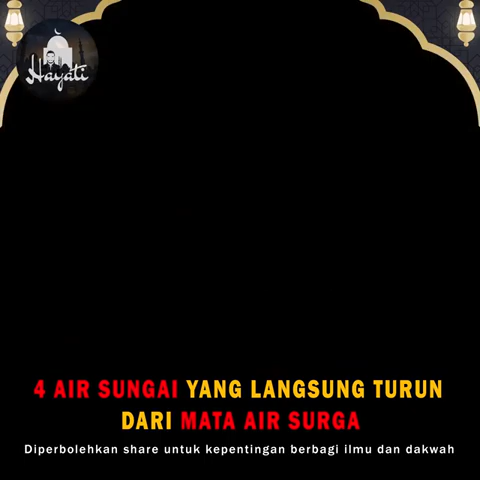 Hayati
4 AIR SUNGAI YANG LANGSUNG TURUN
DARI MATA AIR SURGA
Diperbolehkan share untuk kepentingan berbagi ilmu dan dakwah